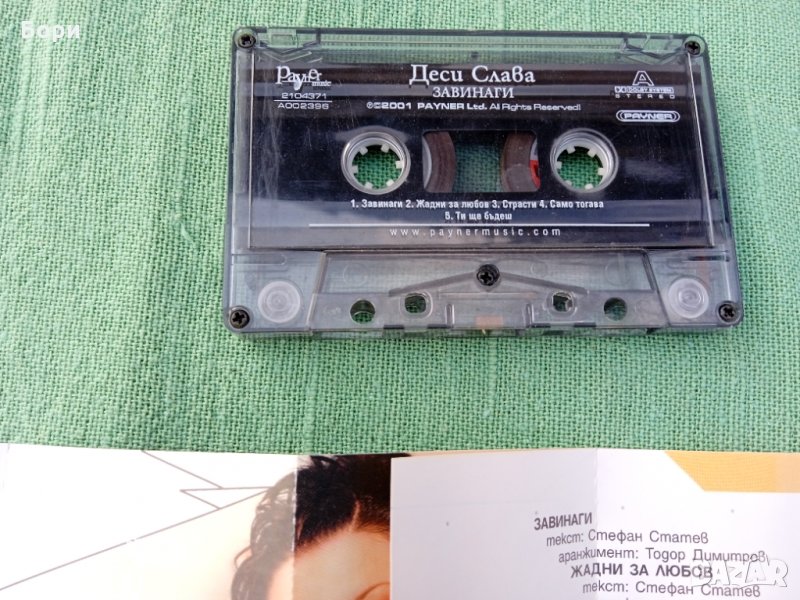 Бори
Payner
music
2104371
A002396
Деси Слава
ЗАВИНАГИ
℗©2001 PAYNER Ltd. All Rights Reserved!
A
DOLBY SYSTEM
STEREO
PAYNER
1. Завинаги 2. Жадни за любов 3. Страсти 4. Само тогава
5. Ти ще бъдеш
www.paynermusic.com
ЗАВИНАГИ
текст: Стефан Статев
аранжимент: Тодор Димитров
ЖАДНИ ЗА ЛЮБОВ
текст: Стефан Статев
BAZAR